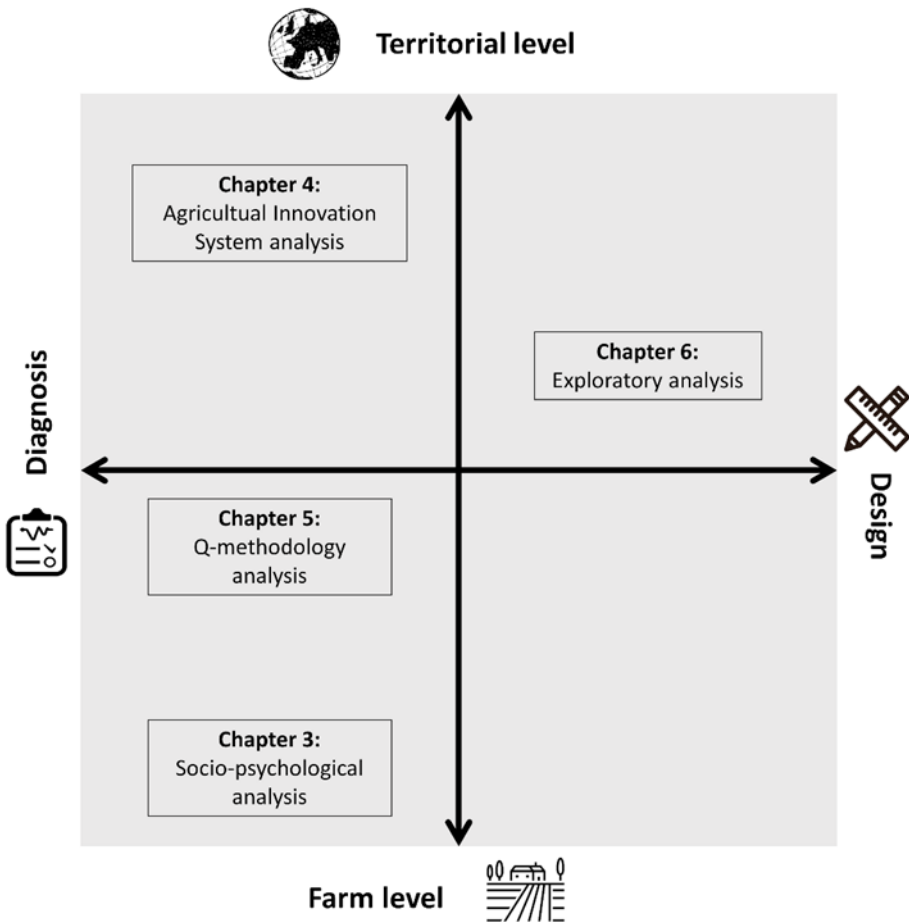 Territorial level
Chapter 4:
Agricultual Innovation
System analysis
Chapter 6:
Exploratory analysis
Diagnosis
Design
Chapter 5:
Q-methodology
analysis
Chapter 3:
Socio-psychological
analysis
Farm level